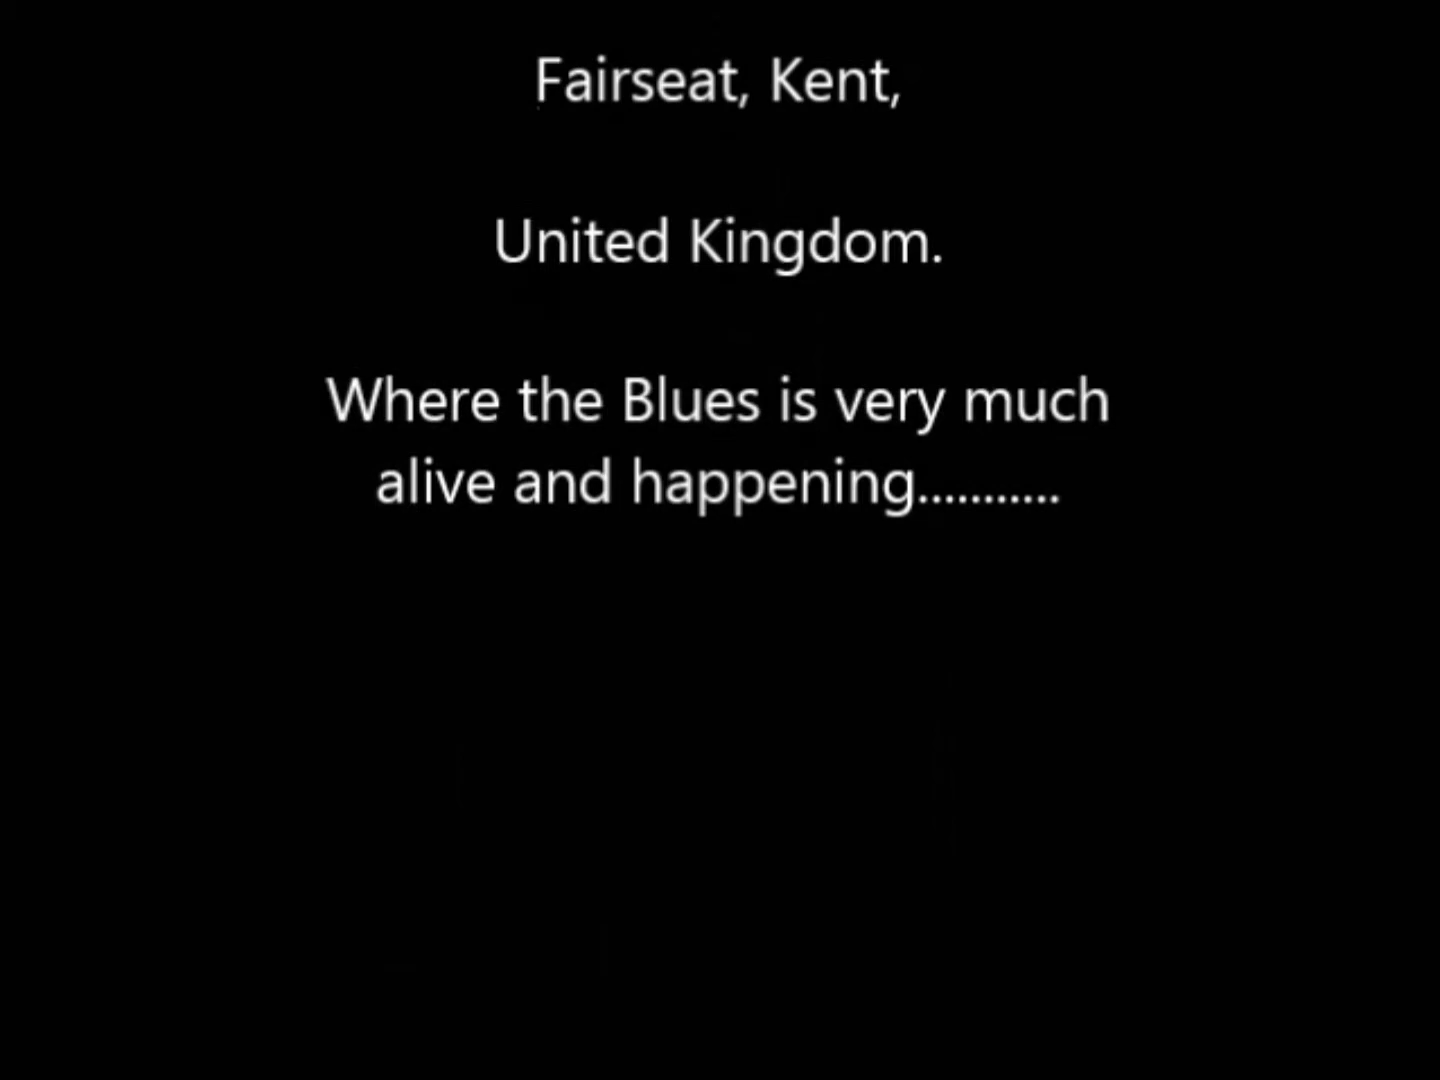 Fairseat, Kent,
United Kingdom.
Where the Blues is very much
alive and happening...........